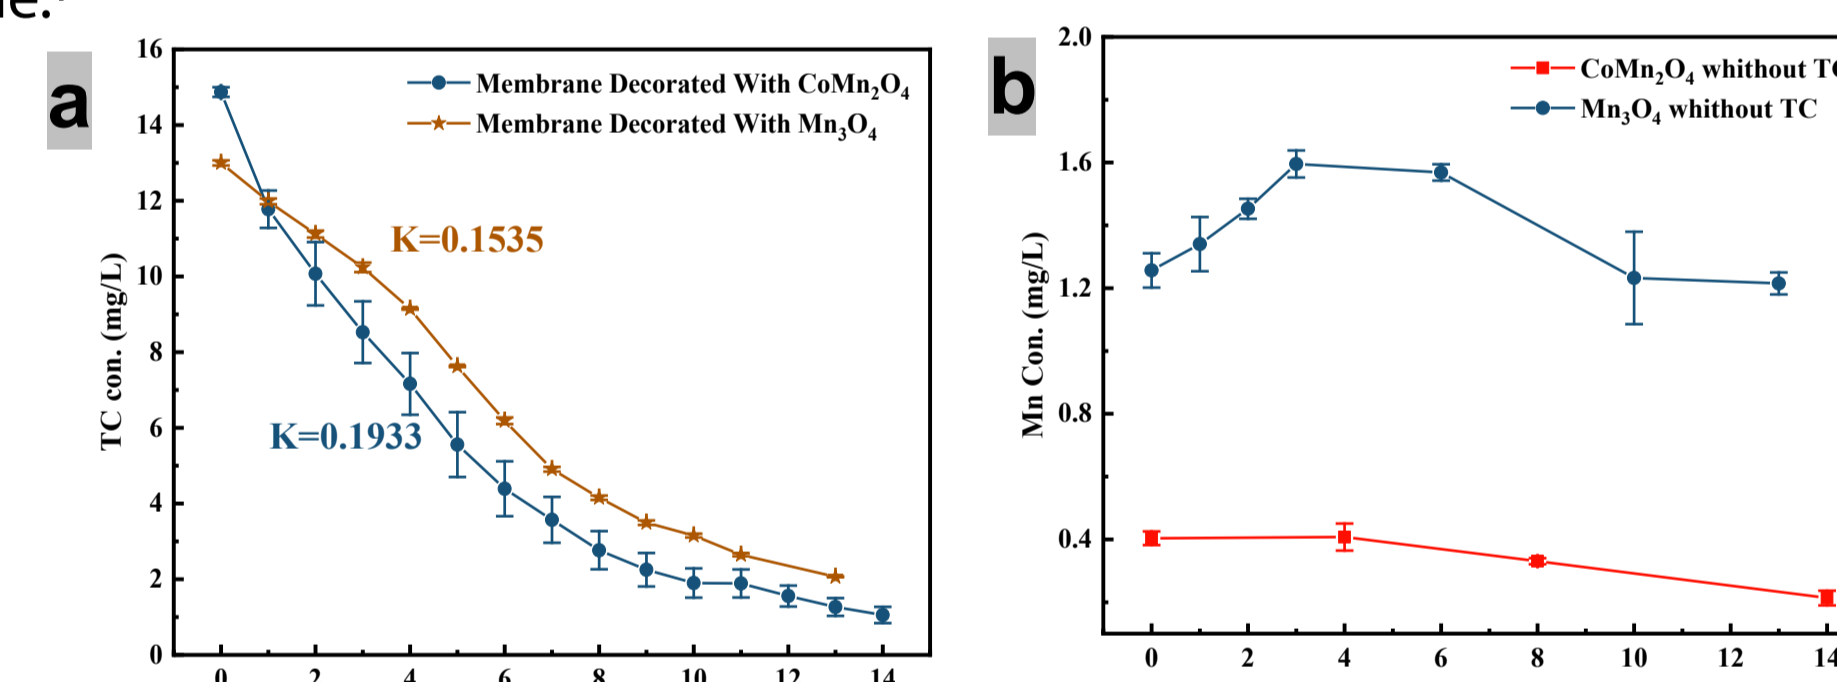 a
16
14
12
10
8
6
4
2
0
TC con. (mg/L)
Membrane Decorated With CoMn₂O₄
Membrane Decorated With Mn₃O₄
K=0.1535
K=0.1933
0 2 4 6 8 10 12 14
b
2.0
1.6
1.2
0.8
0.4
Mn Con. (mg/L)
CoMn₂O₄ whithout
Mn₃O₄ whithout TC
0 2 4 6 8 10 12 14